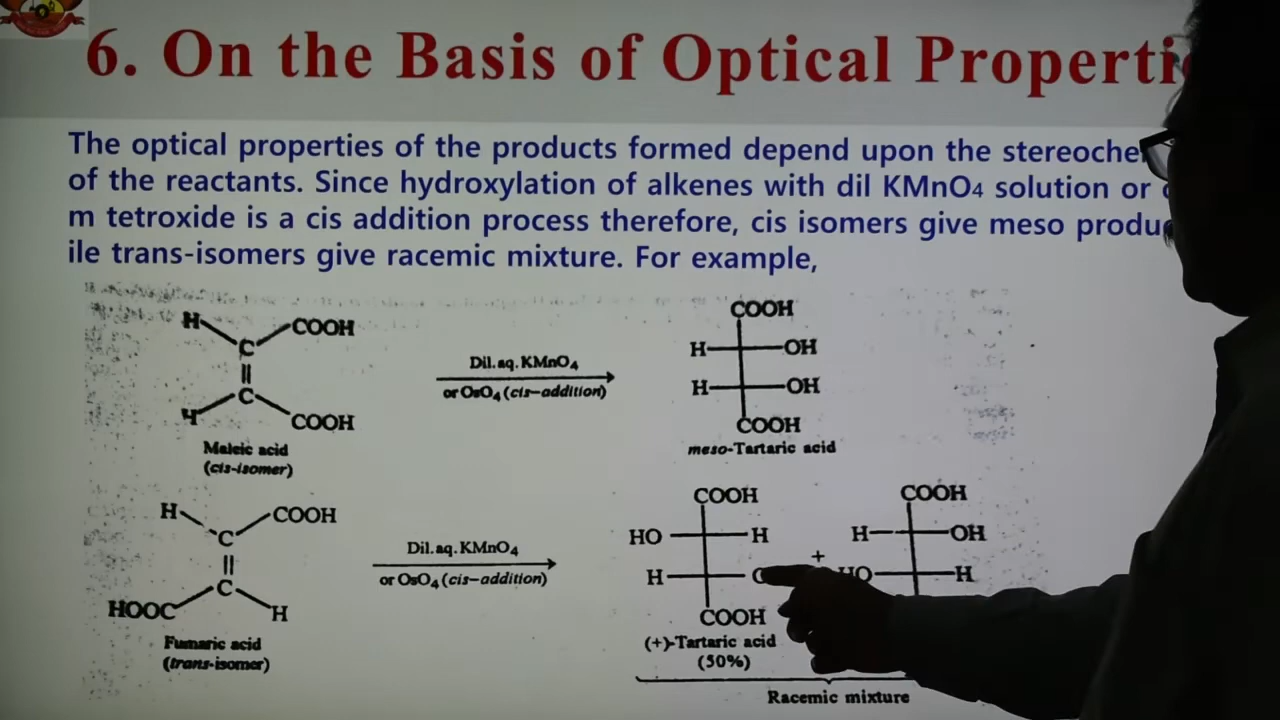 6. On the Basis of Optical Properti
The optical properties of the products formed depend upon the stereoche
of the reactants. Since hydroxylation of alkenes with dil KMnO4 solution or
m tetroxide is a cis addition process therefore, cis isomers give meso produ
ile trans-isomers give racemic mixture. For example,
H COOH
C
C
H COOH
Maleic acid
(cis-isomer)
Dil. aq. KMnO4
or OsO4 (cis-addition)
COOH
H OH
H OH
COOH
meso-Tartaric acid
H COOH
C
C
HOOC H
Fumaric acid
(trans-isomer)
Dil. aq. KMnO4
or OsO4 (cis-addition)
COOH
HO H
H
COOH
(+)-Tartaric acid
(50%)
+
COOH
H OH
HO H
Racemic mixture